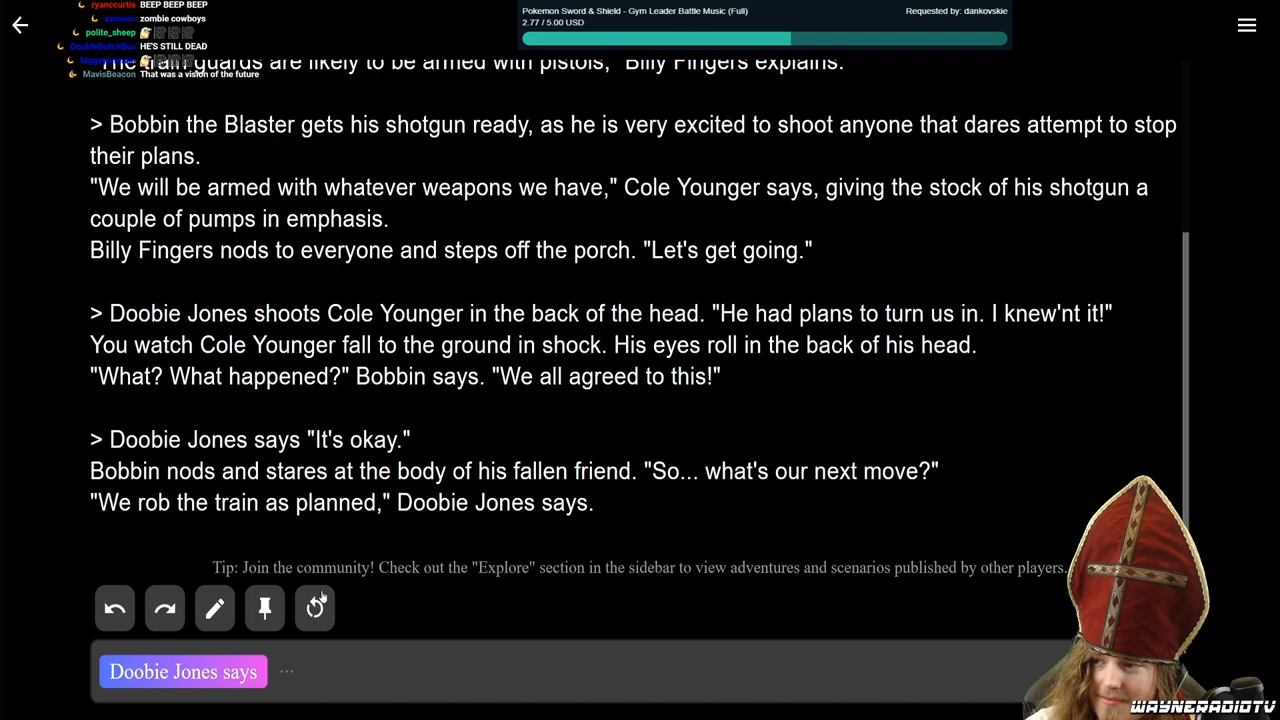 ryanccurtis BEEP BEEP BEEP
ezmann zombie cowboys
polite_sheep
DoubleDutchBus HE'S STILL DEAD
MavisBeacon That was a vision of the future
Pokemon Sword & Shield - Gym Leader Battle Music (Full)
Requested by: dankovskie
2.77 / 5.00 USD
guards are likely to be armed with pistols," Billy Fingers explains.
> Bobbin the Blaster gets his shotgun ready, as he is very excited to shoot anyone that dares attempt to stop
their plans.
"We will be armed with whatever weapons we have," Cole Younger says, giving the stock of his shotgun a
couple of pumps in emphasis.
Billy Fingers nods to everyone and steps off the porch. "Let's get going."
> Doobie Jones shoots Cole Younger in the back of the head. "He had plans to turn us in. I knew'nt it!"
You watch Cole Younger fall to the ground in shock. His eyes roll in the back of his head.
"What? What happened?" Bobbin says. "We all agreed to this!"
> Doobie Jones says "It's okay."
Bobbin nods and stares at the body of his fallen friend. "So... what's our next move?"
"We rob the train as planned," Doobie Jones says.
Tip: Join the community! Check out the "Explore" section in the sidebar to view adventures and scenarios published by other players.
Doobie Jones says ...
WAYNERADIOTV